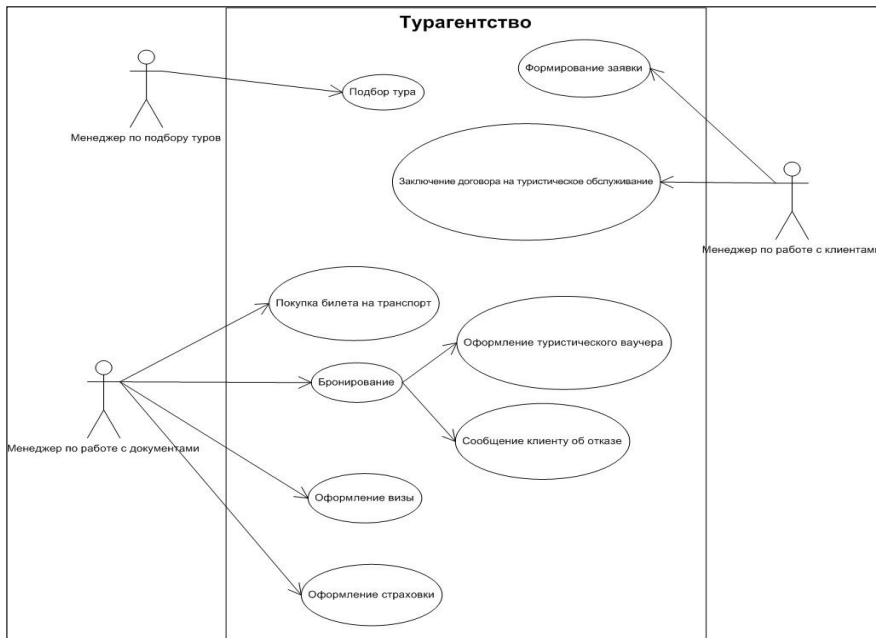 Турагентство
Формирование заявки
Подбор тура
Менеджер по подбору туров
Заключение договора на туристическое обслуживание
Менеджер по работе с клиентами
Покупка билета на транспорт
Оформление туристического ваучера
Бронирование
Сообщение клиенту об отказе
Менеджер по работе с документами
Оформление визы
Оформление страховки